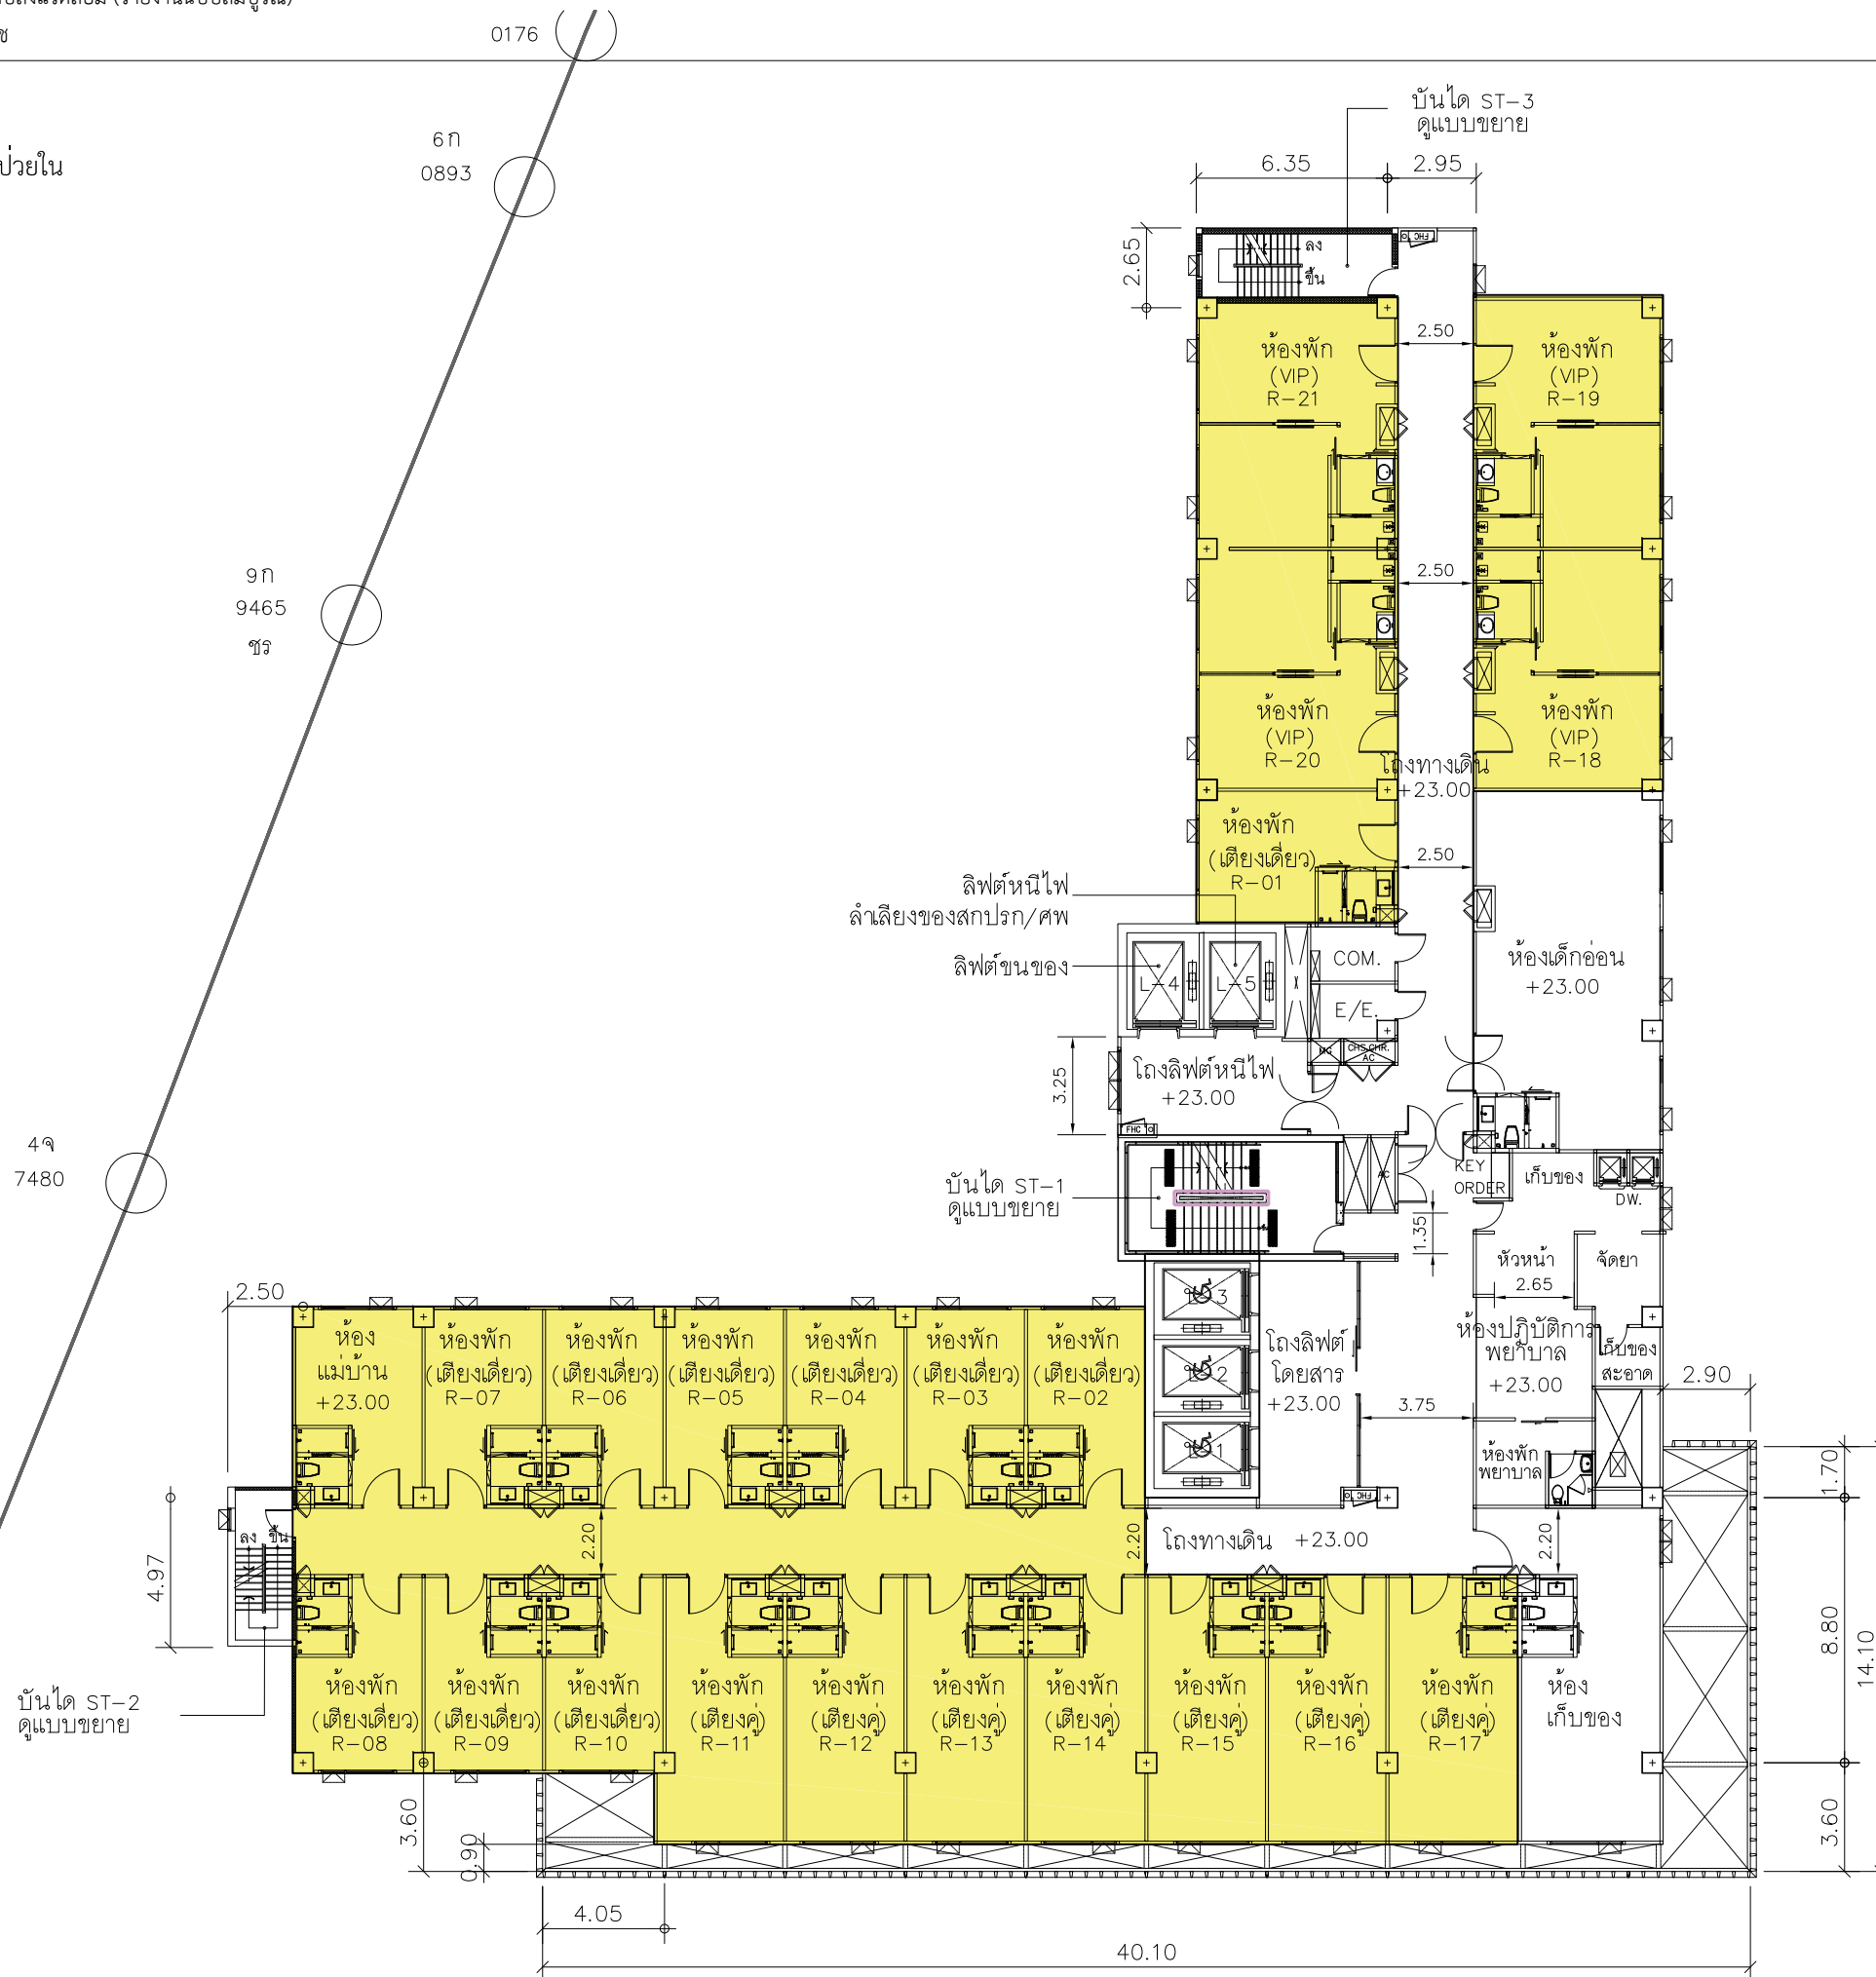 0176
6ก
0893
ป่วยใน
บันได ST-3
ดูแบบขยาย
6.35
2.95
2.65
ลง
ขึ้น
FHC
2.50
ห้องพัก
(VIP)
R-21
ห้องพัก
(VIP)
R-19
9ก
9465
ชร
2.50
ห้องพัก
(VIP)
R-20
ห้องพัก
(VIP)
R-18
โถงทางเดิน
+23.00
ห้องพัก
(เตียงเดี่ยว)
R-01
2.50
ลิฟต์หนีไฟ
ลำเลียงของสกปรก/ศพ
ลิฟต์ขนของ
L-4
L-5
COM.
E/E.
ห้องเด็กอ่อน
+23.00
MG
CHS.CHR.
AC
3.25
โถงลิฟต์หนีไฟ
+23.00
FHC
4จ
7480
บันได ST-1
ดูแบบขยาย
AC
KEY
ORDER
เก็บของ
DW.
1.35
หัวหน้า
2.65
จัดยา
2.50
ห้อง
แม่บ้าน
+23.00
ห้องพัก
(เตียงเดี่ยว)
R-07
ห้องพัก
(เตียงเดี่ยว)
R-06
ห้องพัก
(เตียงเดี่ยว)
R-05
ห้องพัก
(เตียงเดี่ยว)
R-04
ห้องพัก
(เตียงเดี่ยว)
R-03
ห้องพัก
(เตียงเดี่ยว)
R-02
3
2
1
โถงลิฟต์
โดยสาร
+23.00
3.75
ห้องปฏิบัติการ
พยาบาล
+23.00
เก็บของ
สะอาด
2.90
ห้องพัก
พยาบาล
FHC
1.70
ลง
ขึ้น
4.97
2.20
2.20
โถงทางเดิน +23.00
2.20
8.80
14.10
บันได ST-2
ดูแบบขยาย
ห้องพัก
(เตียงเดี่ยว)
R-08
ห้องพัก
(เตียงเดี่ยว)
R-09
ห้องพัก
(เตียงเดี่ยว)
R-10
ห้องพัก
(เตียงคู่)
R-11
ห้องพัก
(เตียงคู่)
R-12
ห้องพัก
(เตียงคู่)
R-13
ห้องพัก
(เตียงคู่)
R-14
ห้องพัก
(เตียงคู่)
R-15
ห้องพัก
(เตียงคู่)
R-16
ห้องพัก
(เตียงคู่)
R-17
ห้อง
เก็บของ
3.60
0.90
3.60
4.05
40.10